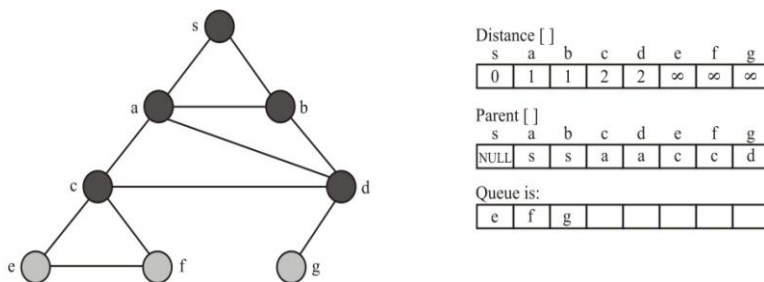 s
a b
c d
e f g
Distance [ ]
s a b c d e f g
0 1 1 2 2 ∞ ∞ ∞
Parent [ ]
s a b c d e f g
NULL s s a a c c d
Queue is:
e f g